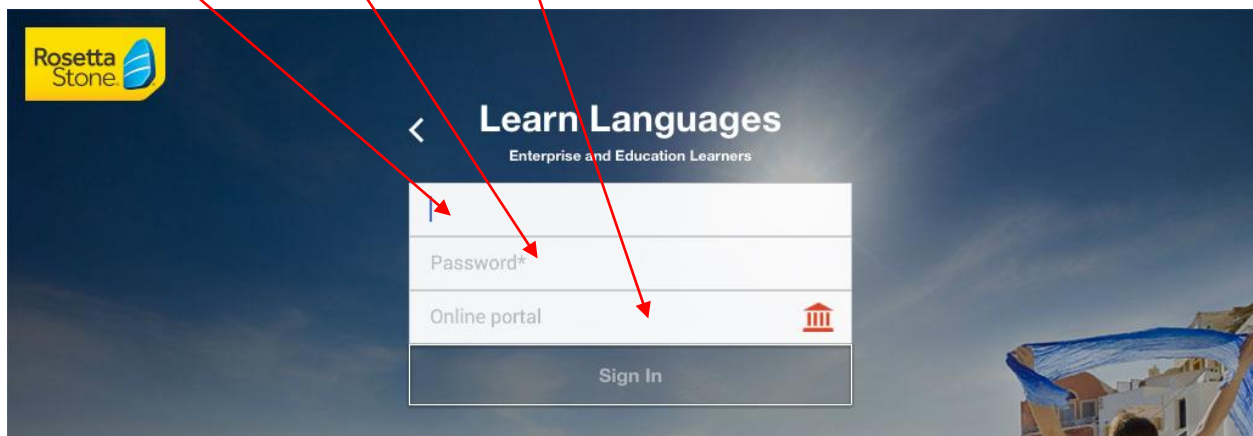 Rosetta
Stone
Learn Languages
Enterprise and Education Learners
Password*
Online portal
Sign In